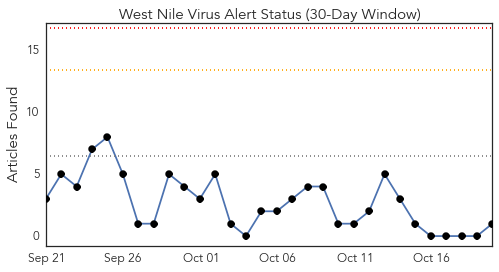 West Nile Virus Alert Status (30-Day Window)
Articles Found
15
10
5
0
Sep 21 Sep 26 Oct 01 Oct 06 Oct 11 Oct 16